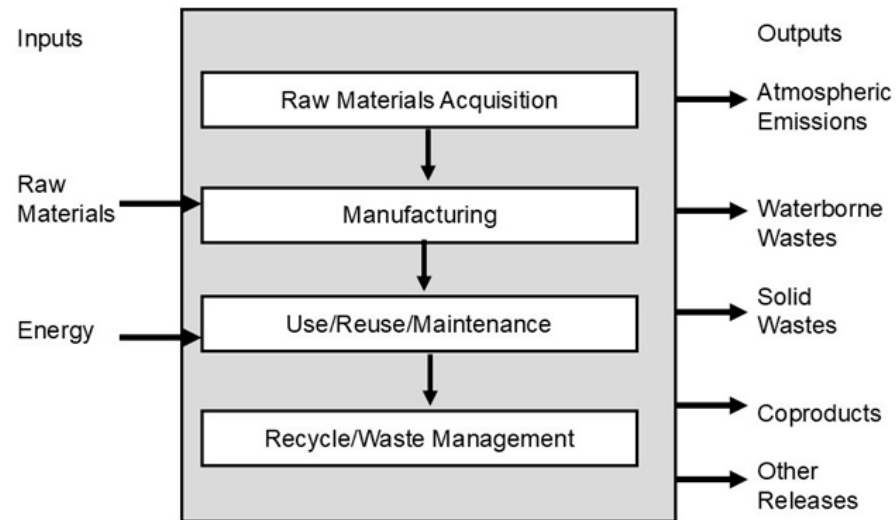 Inputs
Outputs
Raw Materials Acquisition
Atmospheric
Emissions
Raw
Materials
Manufacturing
Waterborne
Wastes
Energy
Use/Reuse/Maintenance
Solid
Wastes
Recycle/Waste Management
Coproducts
Other
Releases